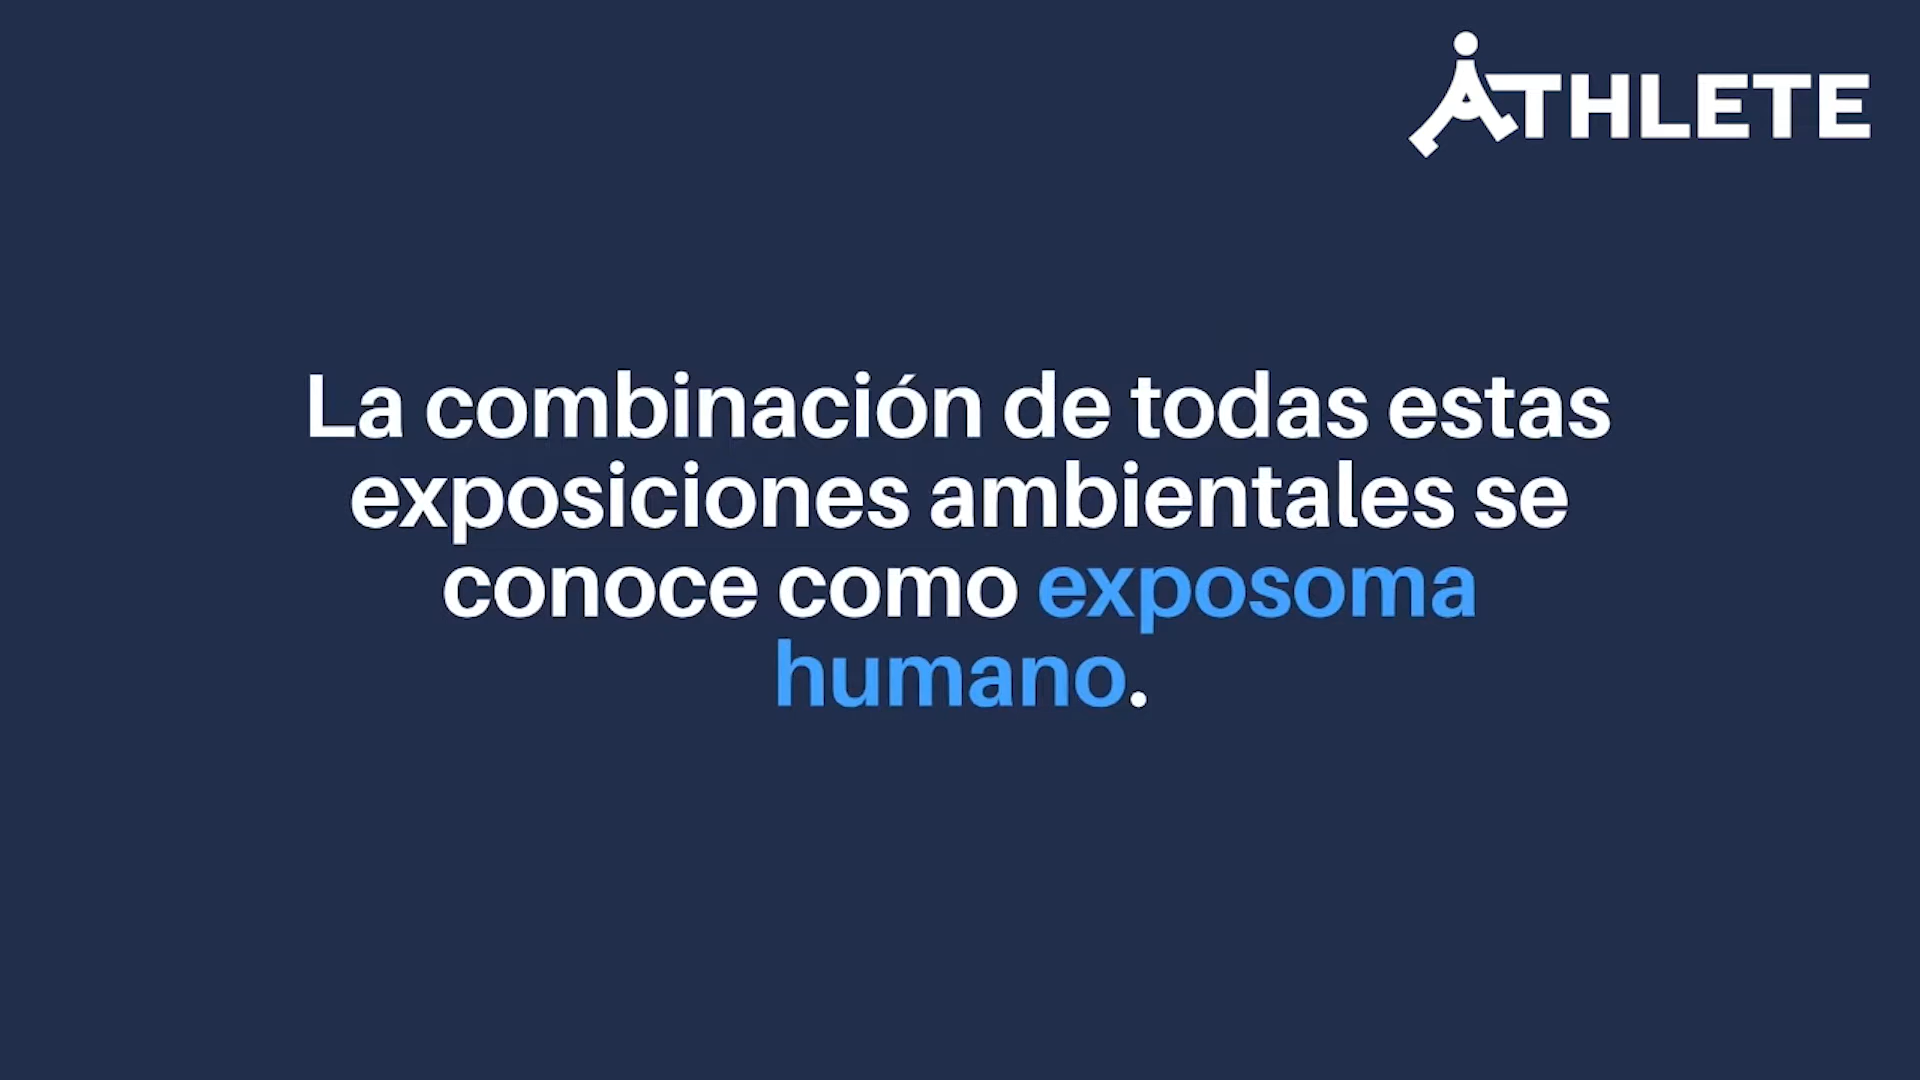 ATHLETE
La combinación de todas estas
exposiciones ambientales se
conoce como exposoma
humano.